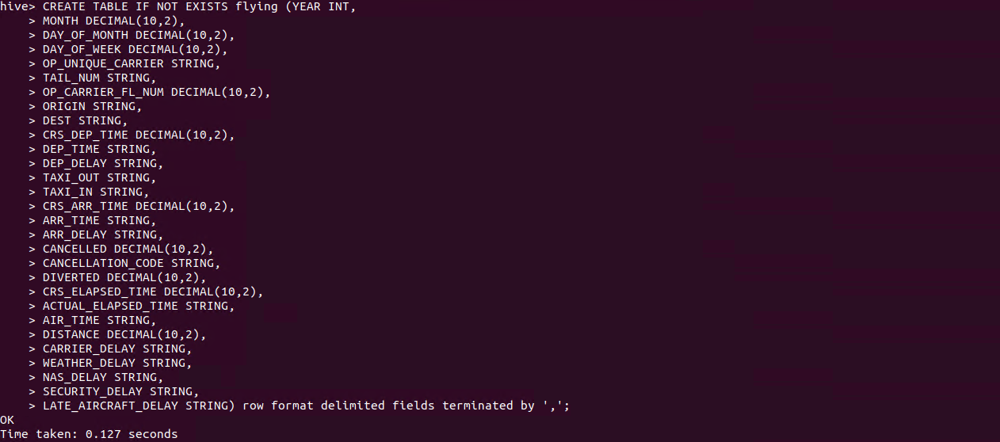 hive> CREATE TABLE IF NOT EXISTS flying (YEAR INT,
    > MONTH DECIMAL(10,2),
    > DAY_OF_MONTH DECIMAL(10,2),
    > DAY_OF_WEEK DECIMAL(10,2),
    > OP_UNIQUE_CARRIER STRING,
    > TAIL_NUM STRING,
    > OP_CARRIER_FL_NUM DECIMAL(10,2),
    > ORIGIN STRING,
    > DEST STRING,
    > CRS_DEP_TIME DECIMAL(10,2),
    > DEP_TIME STRING,
    > DEP_DELAY STRING,
    > TAXI_OUT STRING,
    > TAXI_IN STRING,
    > CRS_ARR_TIME DECIMAL(10,2),
    > ARR_TIME STRING,
    > ARR_DELAY STRING,
    > CANCELLED DECIMAL(10,2),
    > CANCELLATION_CODE STRING,
    > DIVERTED DECIMAL(10,2),
    > CRS_ELAPSED_TIME DECIMAL(10,2),
    > ACTUAL_ELAPSED_TIME STRING,
    > AIR_TIME STRING,
    > DISTANCE DECIMAL(10,2),
    > CARRIER_DELAY STRING,
    > WEATHER_DELAY STRING,
    > NAS_DELAY STRING,
    > SECURITY_DELAY STRING,
    > LATE_AIRCRAFT_DELAY STRING) row format delimited fields terminated by ',';
OK
Time taken: 0.127 seconds